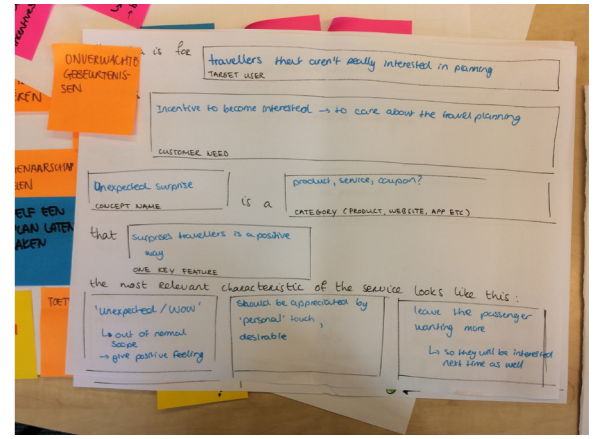 incentives
ONVERWACHTE
GEBEURTENIS-
SEN
is for
travellers that aren't really interested in planning
TARGET USER
Incentive to become interested → to care about the travel planning
CUSTOMER NEED
Unexpected surprise
CONCEPT NAME
is a
product, service, coupon?
CATEGORY (PRODUCT, WEBSITE, APP ETC)
that
surprises travellers is a positive
way
ONE KEY FEATURE
the most relevant characteristic of the service looks like this:
'unexpected / WOW'
↳ out of normal
scope
→ give positive feeling
should be appreciated by
'personal' touch,
desirable
leave the passenger
wanting more
↳ so they will be interested
next time as well
EREN
ENAARSCHAP
LEN
ELF EEN
PLAN LATEN
AKEN
TOET